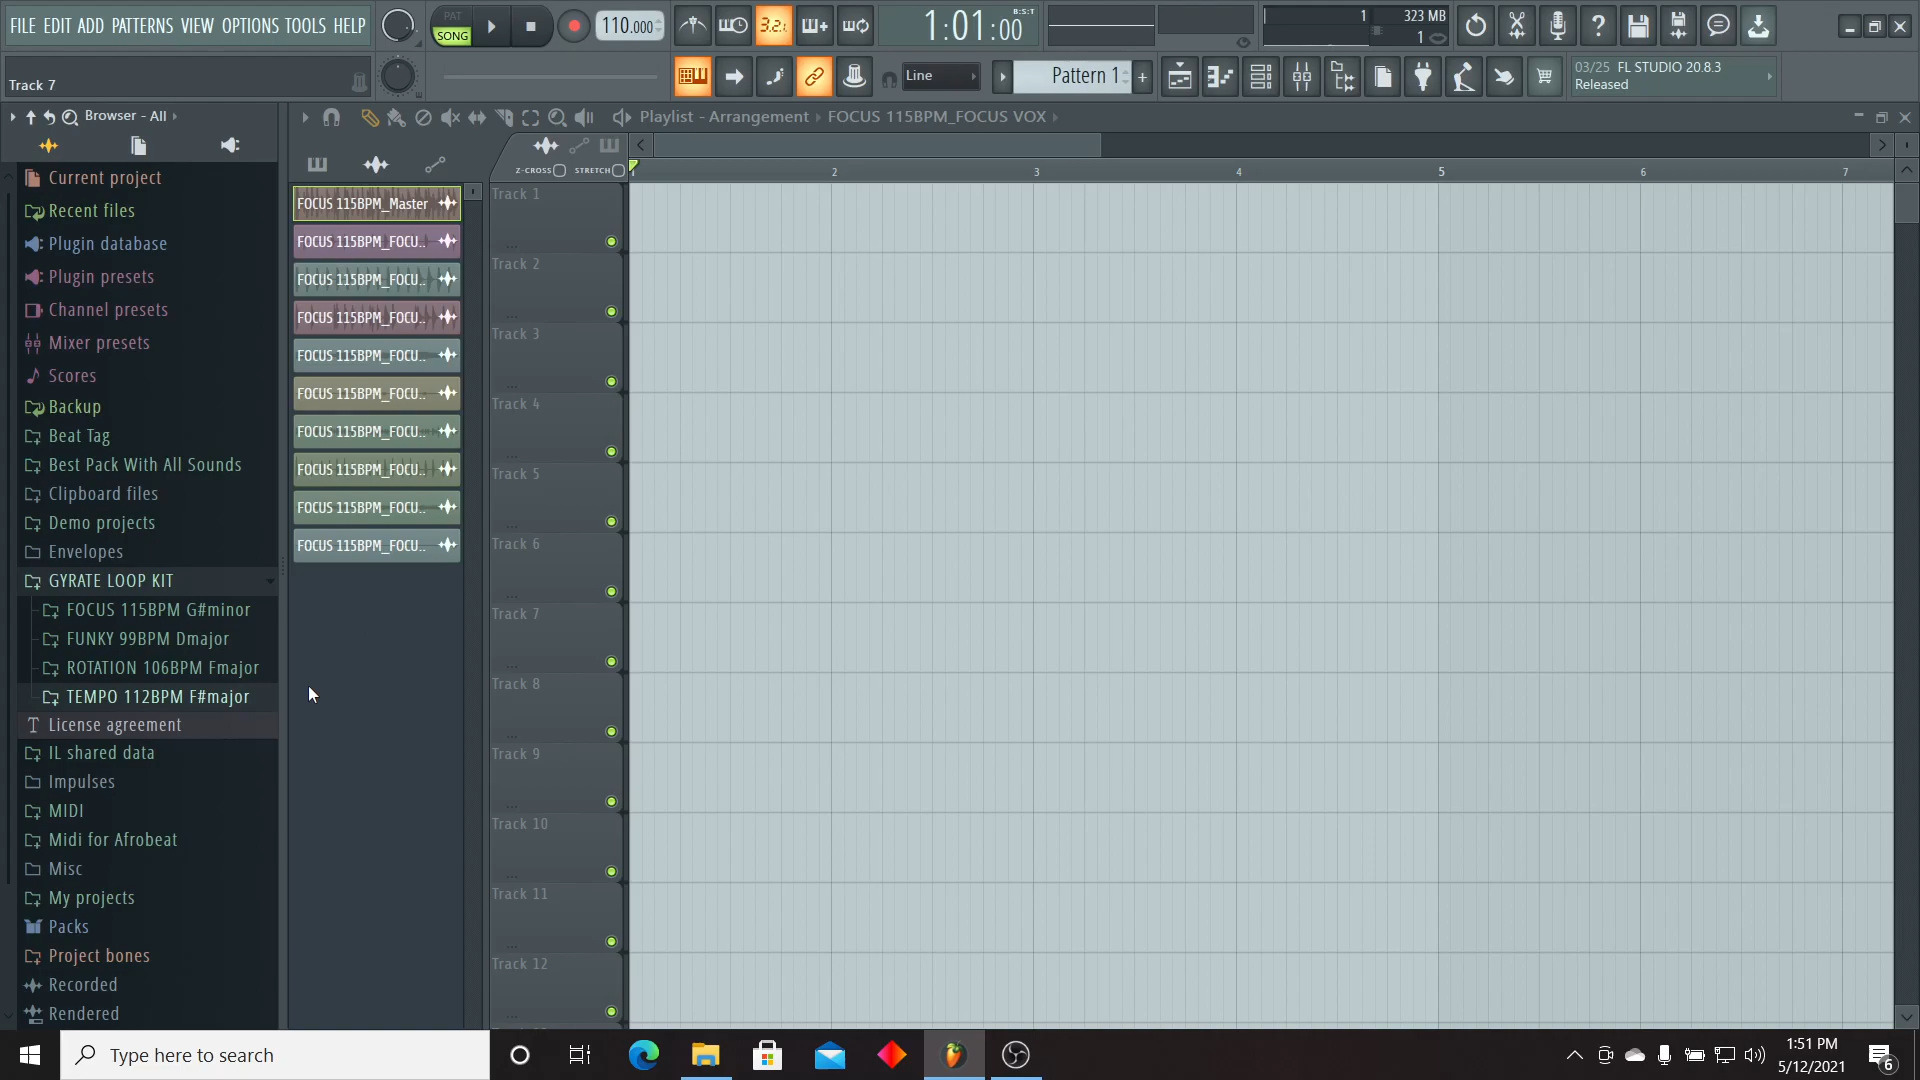 FILE EDIT ADD PATTERNS VIEW OPTIONS TOOLS HELP
PAT
SONG
110.000
3.2.
1:01:00
B:S:T
1
323 MB
1
Track 7
Line
Pattern 1
+
03/25 FL STUDIO 20.8.3
Released
Browser - All
Playlist - Arrangement
FOCUS 115BPM_FOCUS VOX
Z-CROSS
STRETCH
1 2 3 4 5 6 7
Current project
Recent files
Plugin database
Plugin presets
Channel presets
Mixer presets
Scores
Backup
Beat Tag
Best Pack With All Sounds
Clipboard files
Demo projects
Envelopes
GYRATE LOOP KIT
FOCUS 115BPM G#minor
FUNKY 99BPM Dmajor
ROTATION 106BPM Fmajor
TEMPO 112BPM F#major
License agreement
IL shared data
Impulses
MIDI
Midi for Afrobeat
Misc
My projects
Packs
Project bones
Recorded
Rendered
FOCUS 115BPM_Master
FOCUS 115BPM_FOCU..
FOCUS 115BPM_FOCU..
FOCUS 115BPM_FOCU..
FOCUS 115BPM_FOCU..
FOCUS 115BPM_FOCU..
FOCUS 115BPM_FOCU..
FOCUS 115BPM_FOCU..
FOCUS 115BPM_FOCU..
FOCUS 115BPM_FOCU..
Track 1
...
Track 2
...
Track 3
...
Track 4
...
Track 5
...
Track 6
...
Track 7
...
Track 8
...
Track 9
...
Track 10
...
Track 11
...
Track 12
...
Type here to search
1:51 PM
5/12/2021
6